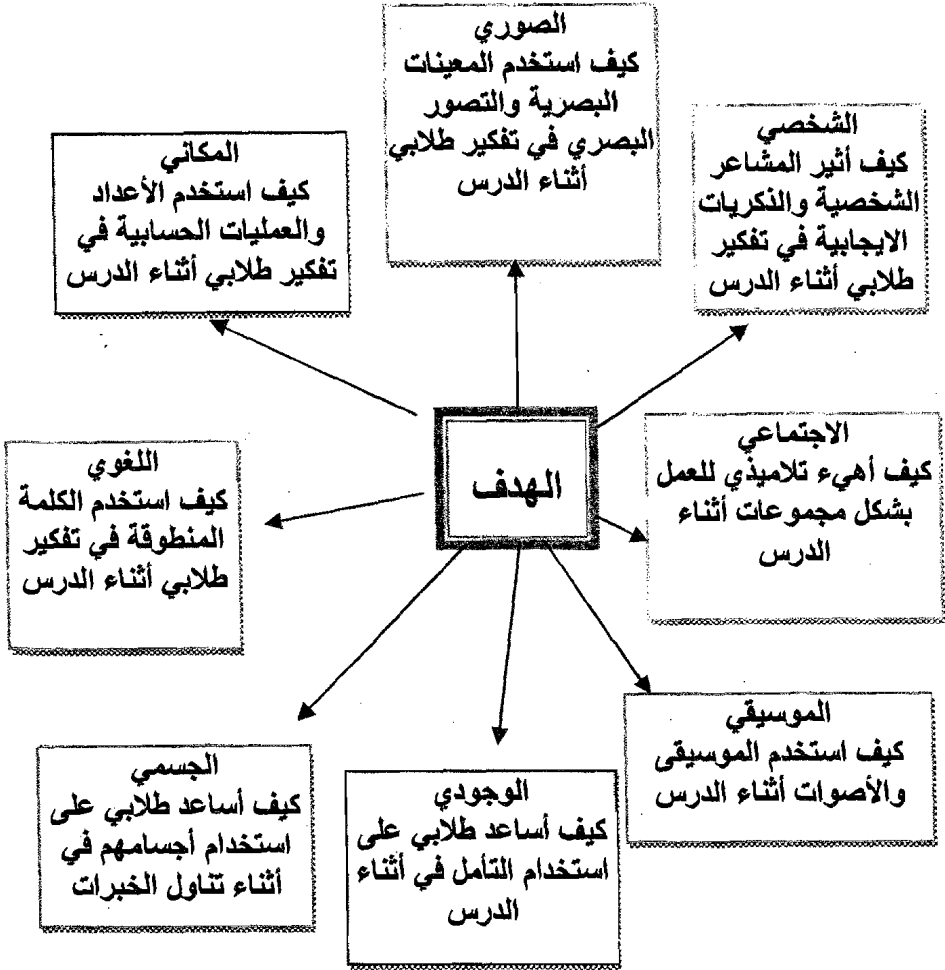 الصوري
كيف استخدم المعينات
البصرية والتصور
البصري في تفكير طلابي
أثناء الدرس
الشخصي
كيف أثير المشاعر
الشخصية والذكريات
الايجابية في تفكير
طلابي أثناء الدرس
المكاني
كيف استخدم الأعداد
والعمليات الحسابية في
تفكير طلابي أثناء الدرس
الاجتماعي
كيف أهيء تلاميذي للعمل
بشكل مجموعات أثناء
الدرس
الهدف
اللغوي
كيف استخدم الكلمة
المنطوقة في تفكير
طلابي أثناء الدرس
الموسيقي
كيف استخدم الموسيقى
والأصوات أثناء الدرس
الوجودي
كيف أساعد طلابي على
استخدام التأمل في أثناء
الدرس
الجسمي
كيف أساعد طلابي على
استخدام أجسامهم في
أثناء تناول الخبرات